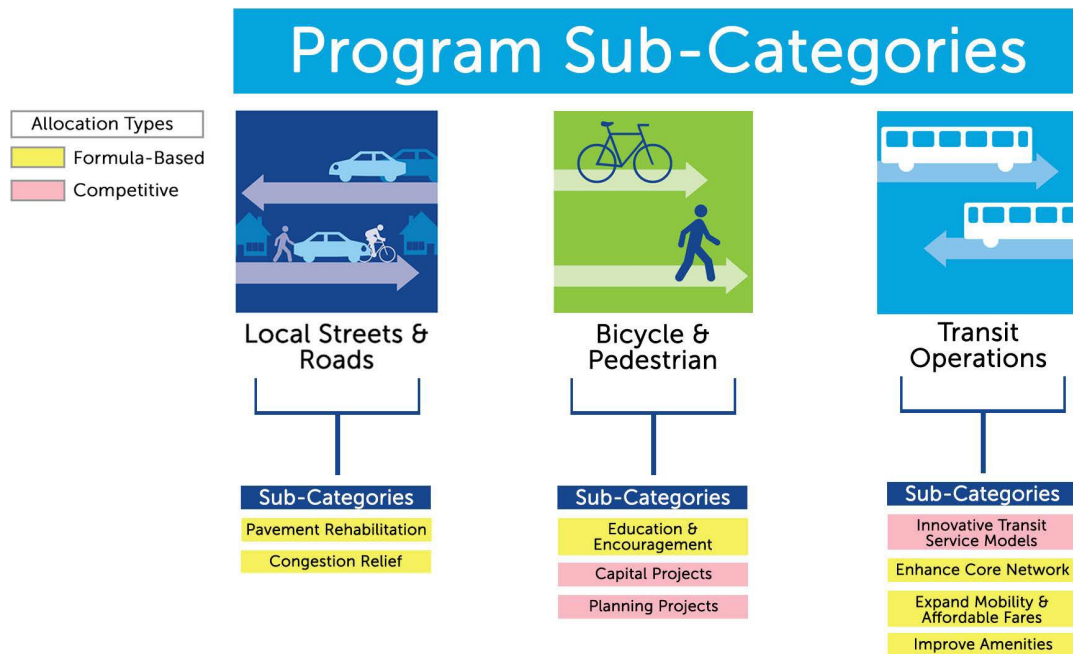 Program Sub-Categories
Allocation Types
Formula-Based
Competitive
Local Streets &
Roads
Bicycle &
Pedestrian
Transit
Operations
Sub-Categories
Pavement Rehabilitation
Congestion Relief
Sub-Categories
Education &
Encouragement
Capital Projects
Planning Projects
Sub-Categories
Innovative Transit
Service Models
Enhance Core Network
Expand Mobility &
Affordable Fares
Improve Amenities